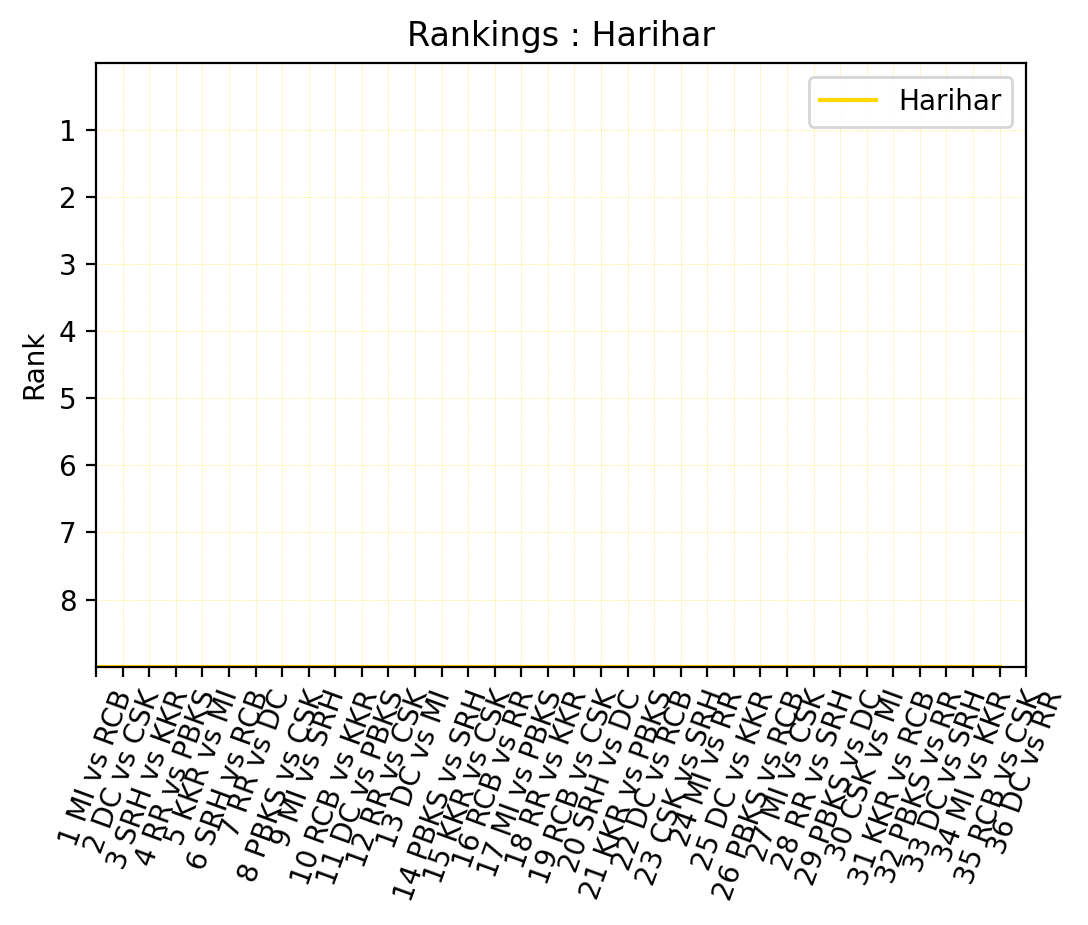 Rankings : Harihar
Harihar
Rank
1
2
3
4
5
6
7
8
1 MI vs RCB
2 DC vs CSK
3 SRH vs KKR
4 RR vs PBKS
5 KKR vs MI
6 SRH vs RCB
7 RR vs DC
8 PBKS vs CSK
9 MI vs SRH
10 RCB vs KKR
11 DC vs PBKS
12 RR vs CSK
13 DC vs MI
14 PBKS vs SRH
15 KKR vs CSK
16 RCB vs RR
17 MI vs PBKS
18 RR vs KKR
19 RCB vs CSK
20 SRH vs DC
21 KKR vs PBKS
22 DC vs RCB
23 CSK vs SRH
24 MI vs RR
25 DC vs KKR
26 PBKS vs RCB
27 MI vs CSK
28 RR vs SRH
29 PBKS vs DC
30 CSK vs MI
31 KKR vs RCB
32 PBKS vs RR
33 DC vs SRH
34 MI vs KKR
35 RCB vs CSK
36 DC vs RR